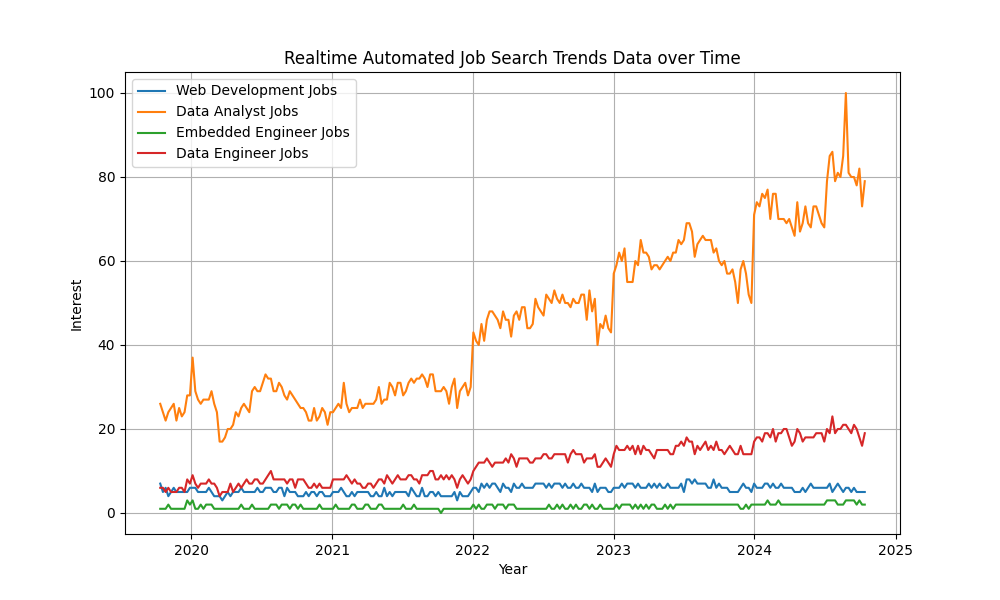 Realtime Automated Job Search Trends Data over Time
Web Development Jobs
Data Analyst Jobs
Embedded Engineer Jobs
Data Engineer Jobs
100
80
60
40
20
0
Interest
2020 2021 2022 2023 2024 2025
Year